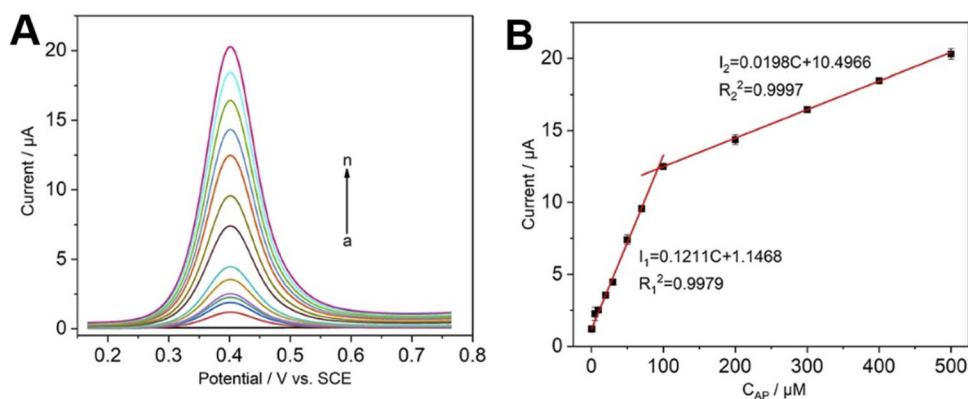 A
Current / µA
20
15
10
5
0
n
a
0.2 0.3 0.4 0.5 0.6 0.7 0.8
Potential / V vs. SCE
B
Current / µA
20
15
10
5
0
I₂=0.0198C+10.4966
R₂²=0.9997
I₁=0.1211C+1.1468
R₁²=0.9979
0 100 200 300 400 500
C_AP / µM